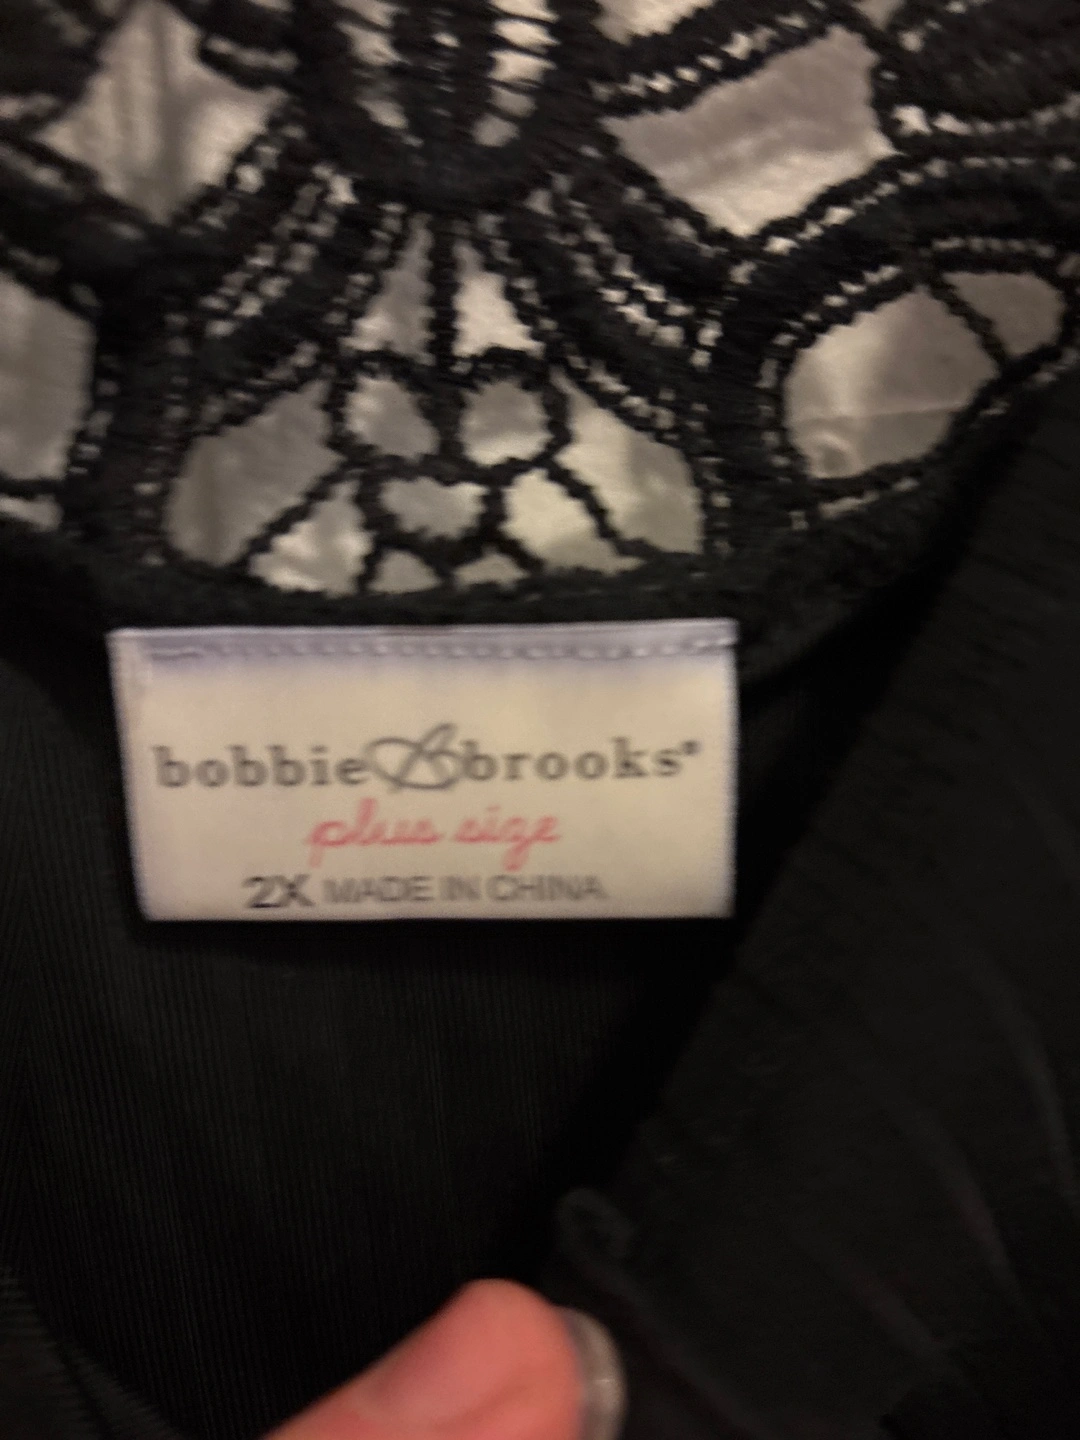 bobbie B brooks®
plus size
2X MADE IN CHINA